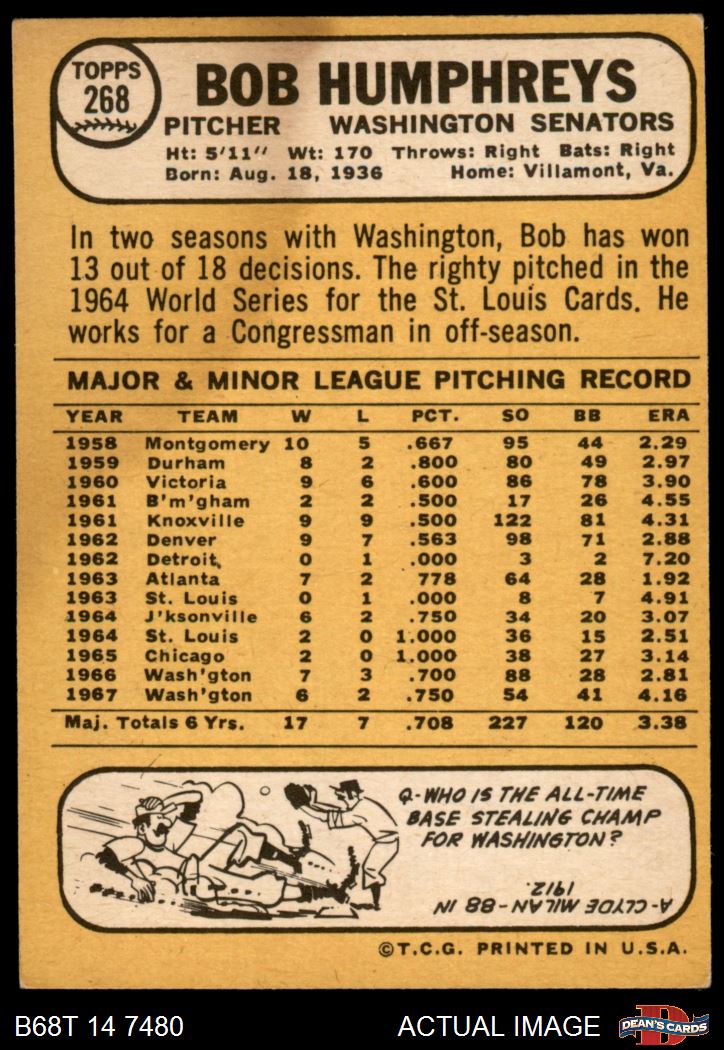 TOPPS
268
BOB HUMPHREYS
PITCHER WASHINGTON SENATORS
Ht: 5'11" Wt: 170 Throws: Right Bats: Right
Born: Aug. 18, 1936 Home: Villamont, Va.
In two seasons with Washington, Bob has won
13 out of 18 decisions. The righty pitched in the
1964 World Series for the St. Louis Cards. He
works for a Congressman in off-season.
MAJOR & MINOR LEAGUE PITCHING RECORD
YEAR TEAM W L PCT. SO BB ERA
1958 Montgomery 10 5 .667 95 44 2.29
1959 Durham 8 2 .800 80 49 2.97
1960 Victoria 9 6 .600 86 78 3.90
1961 B'm'gham 2 2 .500 17 26 4.55
1961 Knoxville 9 9 .500 122 81 4.31
1962 Denver 9 7 .563 98 71 2.88
1962 Detroit 0 1 .000 3 2 7.20
1963 Atlanta 7 2 778 64 28 1.92
1963 St. Louis 0 1 .000 8 7 4.91
1964 J'ksonville 6 2 .750 34 20 3.07
1964 St. Louis 2 0 1.000 36 15 2.51
1965 Chicago 2 0 1.000 38 27 3.14
1966 Wash'gton 7 3 .700 88 28 2.81
1967 Wash'gton 6 2 .750 54 41 4.16
Maj. Totals 6 Yrs. 17 7 .708 227 120 3.38
Q-WHO IS THE ALL-TIME
BASE STEALING CHAMP
FOR WASHINGTON?
A-CLYDE MILAN-88 IN
1912.
©T.C.G. PRINTED IN U.S.A.
B68T 14 7480 ACTUAL IMAGE DEAN'S CARDS